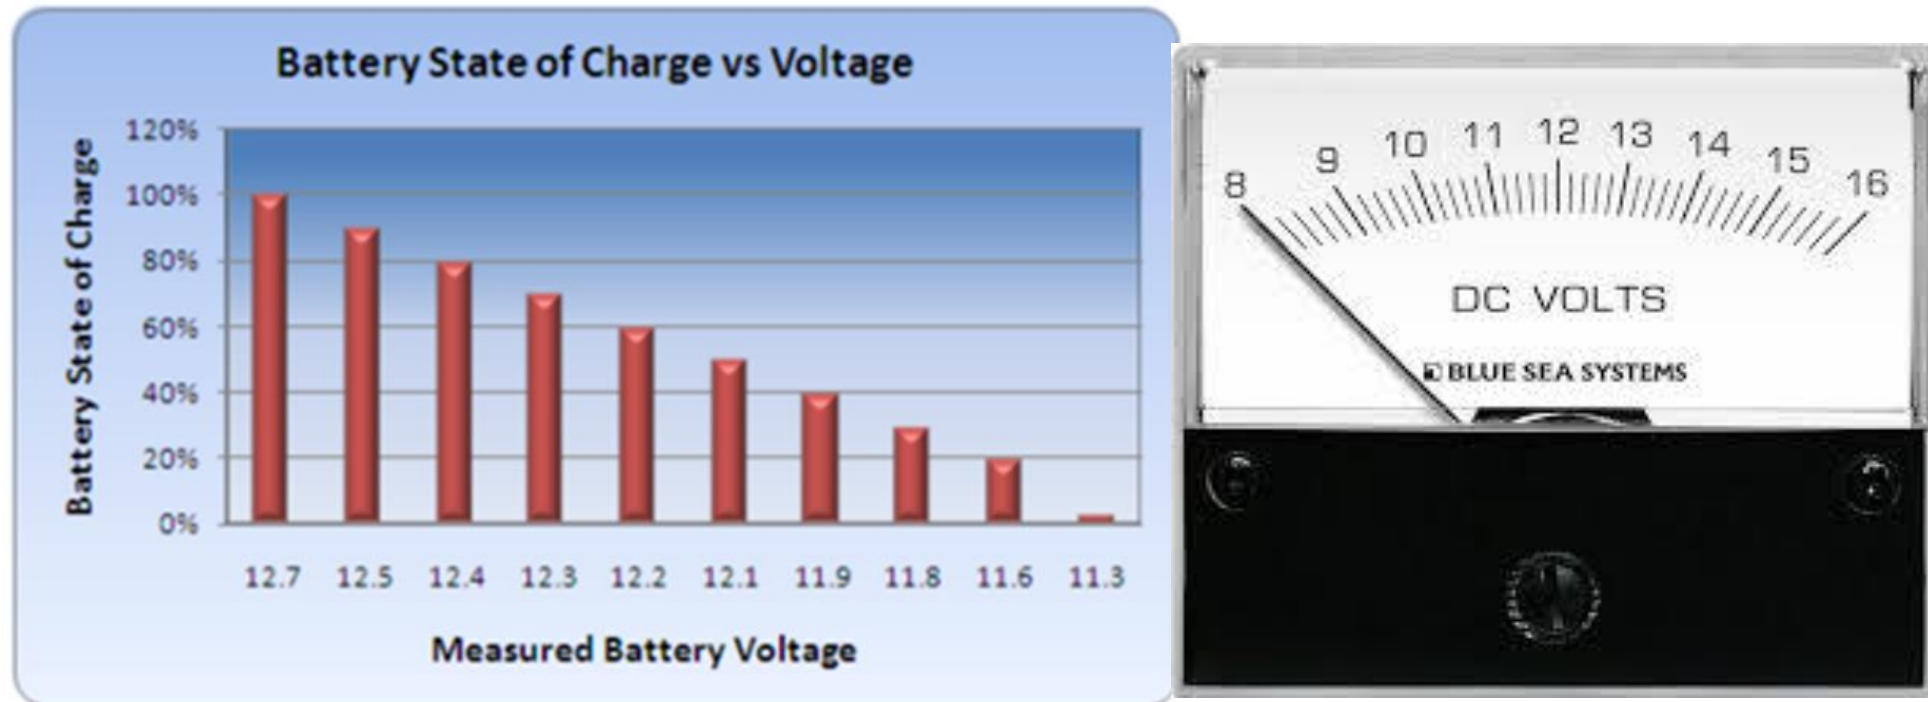 Battery State of Charge vs Voltage
Battery State of Charge
120%
100%
80%
60%
40%
20%
0%
12.7 12.5 12.4 12.3 12.2 12.1 11.9 11.8 11.6 11.3
Measured Battery Voltage
8 9 10 11 12 13 14 15 16
DC VOLTS
BLUE SEA SYSTEMS